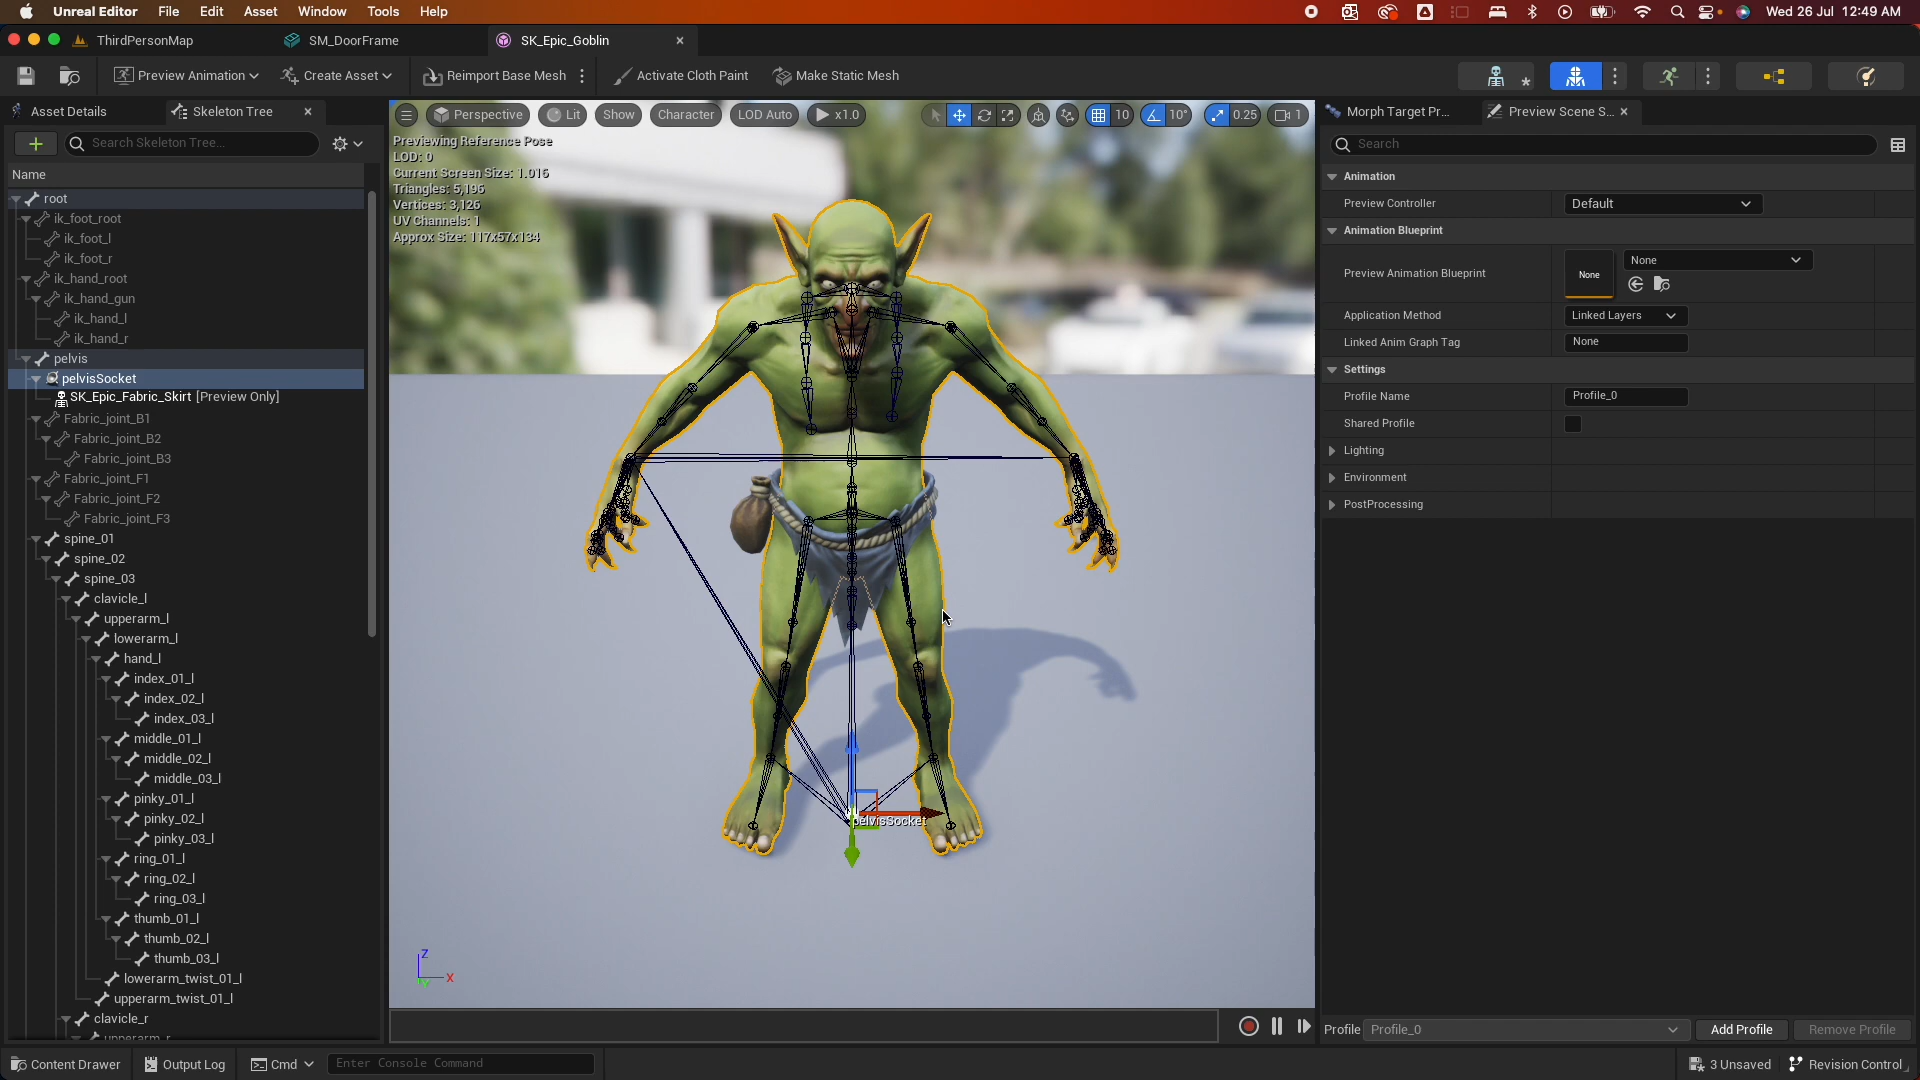 Unreal Editor File Edit Asset Window Tools Help
Wed 26 Jul 12:49 AM
ThirdPersonMap SM_DoorFrame SK_Epic_Goblin
Preview Animation Create Asset Reimport Base Mesh Activate Cloth Paint Make Static Mesh
Asset Details Skeleton Tree
Search Skeleton Tree...
Name
root
ik_foot_root
ik_foot_l
ik_foot_r
ik_hand_root
ik_hand_gun
ik_hand_l
ik_hand_r
pelvis
pelvisSocket
SK_Epic_Fabric_Skirt [Preview Only]
Fabric_joint_B1
Fabric_joint_B2
Fabric_joint_B3
Fabric_joint_F1
Fabric_joint_F2
Fabric_joint_F3
spine_01
spine_02
spine_03
clavicle_l
upperarm_l
lowerarm_l
hand_l
index_01_l
index_02_l
index_03_l
middle_01_l
middle_02_l
middle_03_l
pinky_01_l
pinky_02_l
pinky_03_l
ring_01_l
ring_02_l
ring_03_l
thumb_01_l
thumb_02_l
thumb_03_l
lowerarm_twist_01_l
upperarm_twist_01_l
clavicle_r
upperarm_r
Perspective Lit Show Character LOD Auto x1.0 10 10° 0.25 1
Previewing Reference Pose
LOD: 0
Current Screen Size: 1.016
Triangles: 5,196
Vertices: 3,126
UV Channels: 1
Approx Size: 117x57x134
pelvisSocket
Z
X
Y
Morph Target Pr... Preview Scene S...
Search
Animation
Preview Controller Default
Animation Blueprint
Preview Animation Blueprint None None
Application Method Linked Layers
Linked Anim Graph Tag None
Settings
Profile Name Profile_0
Shared Profile
Lighting
Environment
PostProcessing
Profile Profile_0 Add Profile Remove Profile
Content Drawer Output Log Cmd Enter Console Command
3 Unsaved Revision Control